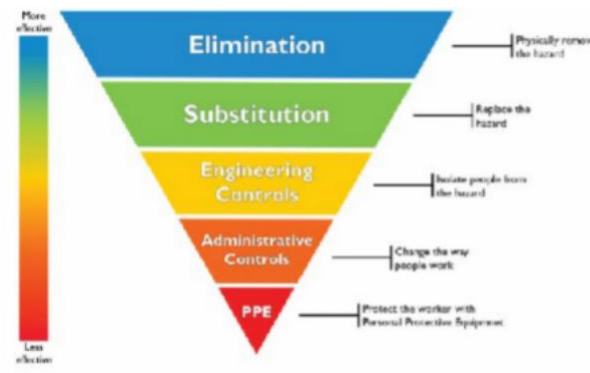 More
effective
Elimination
Physically remove
the hazard
Substitution
Replace the
hazard
Engineering
Controls
Isolate people from
the hazard
Administrative
Controls
Change the way
people work
PPE
Protect the worker with
Personal Protective Equipment
Less
effective